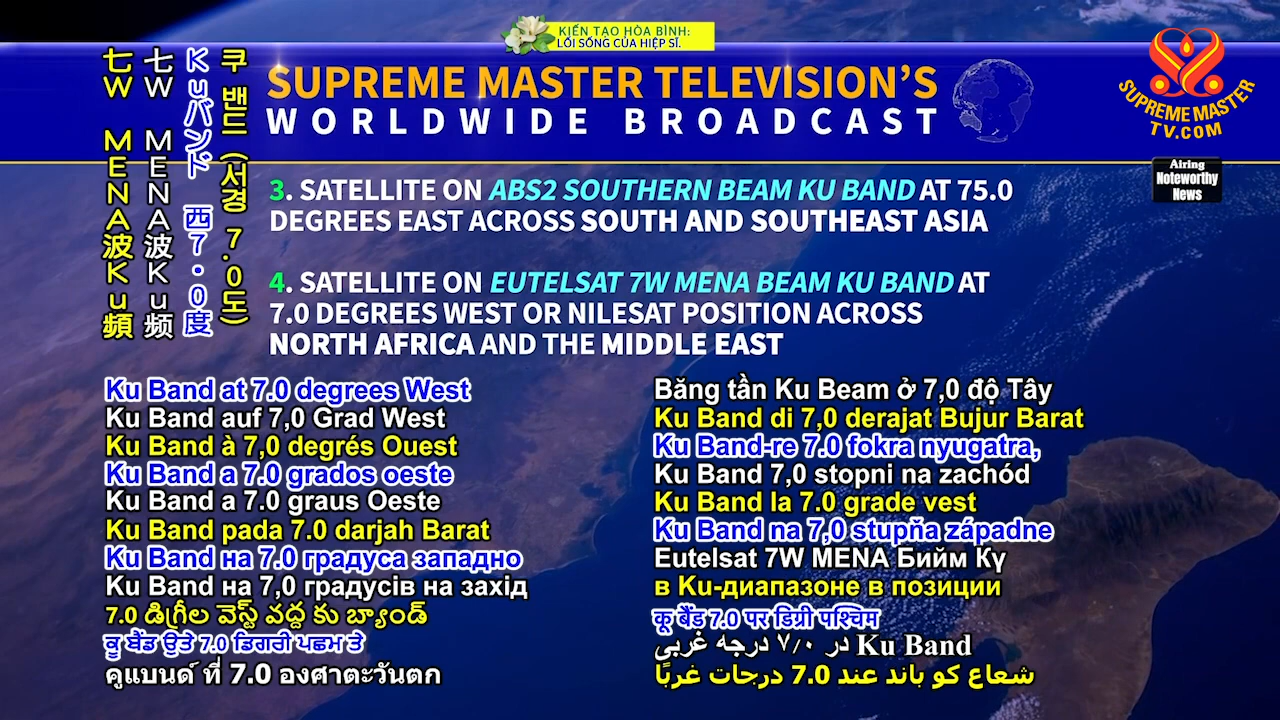 KIẾN TẠO HÒA BÌNH:
LỐI SỐNG CỦA HIỆP SĨ.
SUPREME MASTER TELEVISION'S
WORLDWIDE BROADCAST
SUPREME MASTER
TV.COM
Airing
Noteworthy
News
七W MENA波Ku頻
七W MENA波Ku频
Kuバンド 西7・0度
쿠 밴드 (서경 7.0도)
3. SATELLITE ON ABS2 SOUTHERN BEAM KU BAND AT 75.0
DEGREES EAST ACROSS SOUTH AND SOUTHEAST ASIA
4. SATELLITE ON EUTELSAT 7W MENA BEAM KU BAND AT
7.0 DEGREES WEST OR NILESAT POSITION ACROSS
NORTH AFRICA AND THE MIDDLE EAST
Ku Band at 7.0 degrees West
Ku Band auf 7,0 Grad West
Ku Band à 7,0 degrés Ouest
Ku Band a 7.0 grados oeste
Ku Band a 7.0 graus Oeste
Ku Band pada 7.0 darjah Barat
Ku Band на 7.0 градуса западно
Ku Band на 7,0 градусів на захід
7.0 డిగ్రీల వెస్ట్ వద్ద కు బ్యాండ్
ਕੂ ਬੈਂਡ ਉਤੇ 7.0 ਡਿਗਰੀ ਪਛਮ ਤੇ
คูแบนด์ ที่ 7.0 องศาตะวันตก
Băng tần Ku Beam ở 7,0 độ Tây
Ku Band di 7,0 derajat Bujur Barat
Ku Band-re 7.0 fokra nyugatra,
Ku Band 7,0 stopni na zachód
Ku Band la 7.0 grade vest
Ku Band na 7,0 stupňa západne
Eutelsat 7W MENA Бийм Кү
в Ku-диапазоне в позиции
कू बैंड 7.0 पर डिग्री पश्चिम
Ku Band در ۷/۰ درجه غربی
شعاع كو باند عند 7.0 درجات غربًا